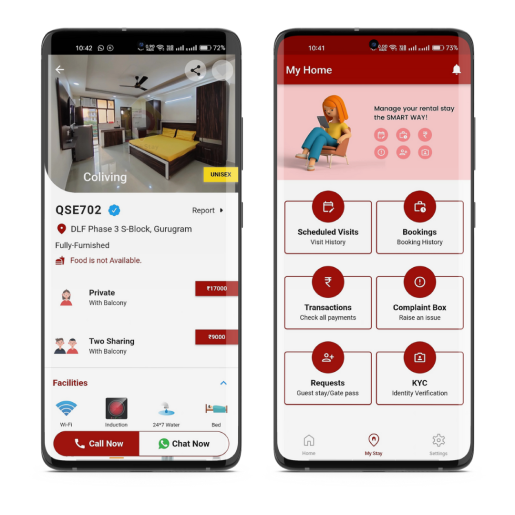 10:42
72%
Coliving
UNISEX
QSE702
Report
DLF Phase 3 S-Block, Gurugram
Fully-Furnished
Food is not Available.
Private
With Balcony
₹17000
Two Sharing
With Balcony
₹9000
Facilities
Wi-Fi
Induction
24*7 Water
Bed
Call Now
Chat Now
10:41
73%
My Home
Manage your rental stay
the SMART WAY!
Scheduled Visits
Visit History
Bookings
Booking History
Transactions
Check all payments
Complaint Box
Raise an issue
Requests
Guest stay/Gate pass
KYC
Identity Verification
Home
My Stay
Settings